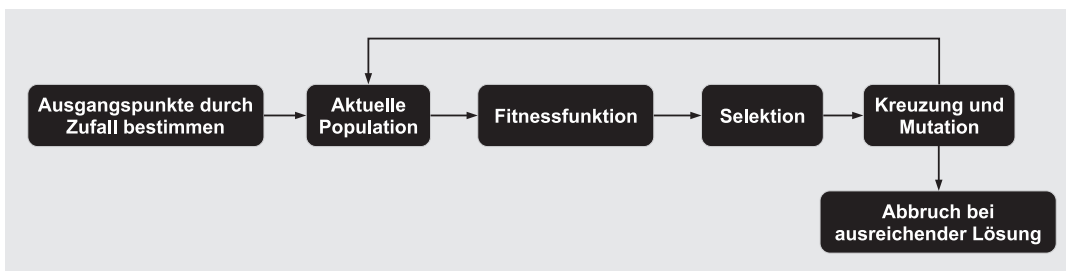 Ausgangspunkte durch
Zufall bestimmen
Aktuelle
Population
Fitnessfunktion
Selektion
Kreuzung und
Mutation
Abbruch bei
ausreichender Lösung